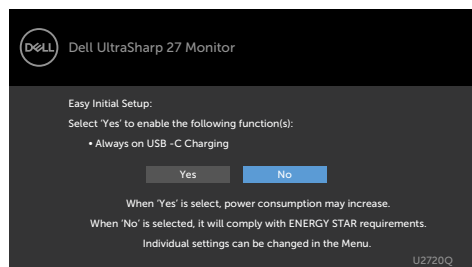 DELL
Dell UltraSharp 27 Monitor
Easy Initial Setup:
Select ‘Yes’ to enable the following function(s):
• Always on USB -C Charging
Yes No
When ‘Yes’ is select, power consumption may increase.
When ‘No’ is selected, it will comply with ENERGY STAR requirements.
Individual settings can be changed in the Menu.
U2720Q